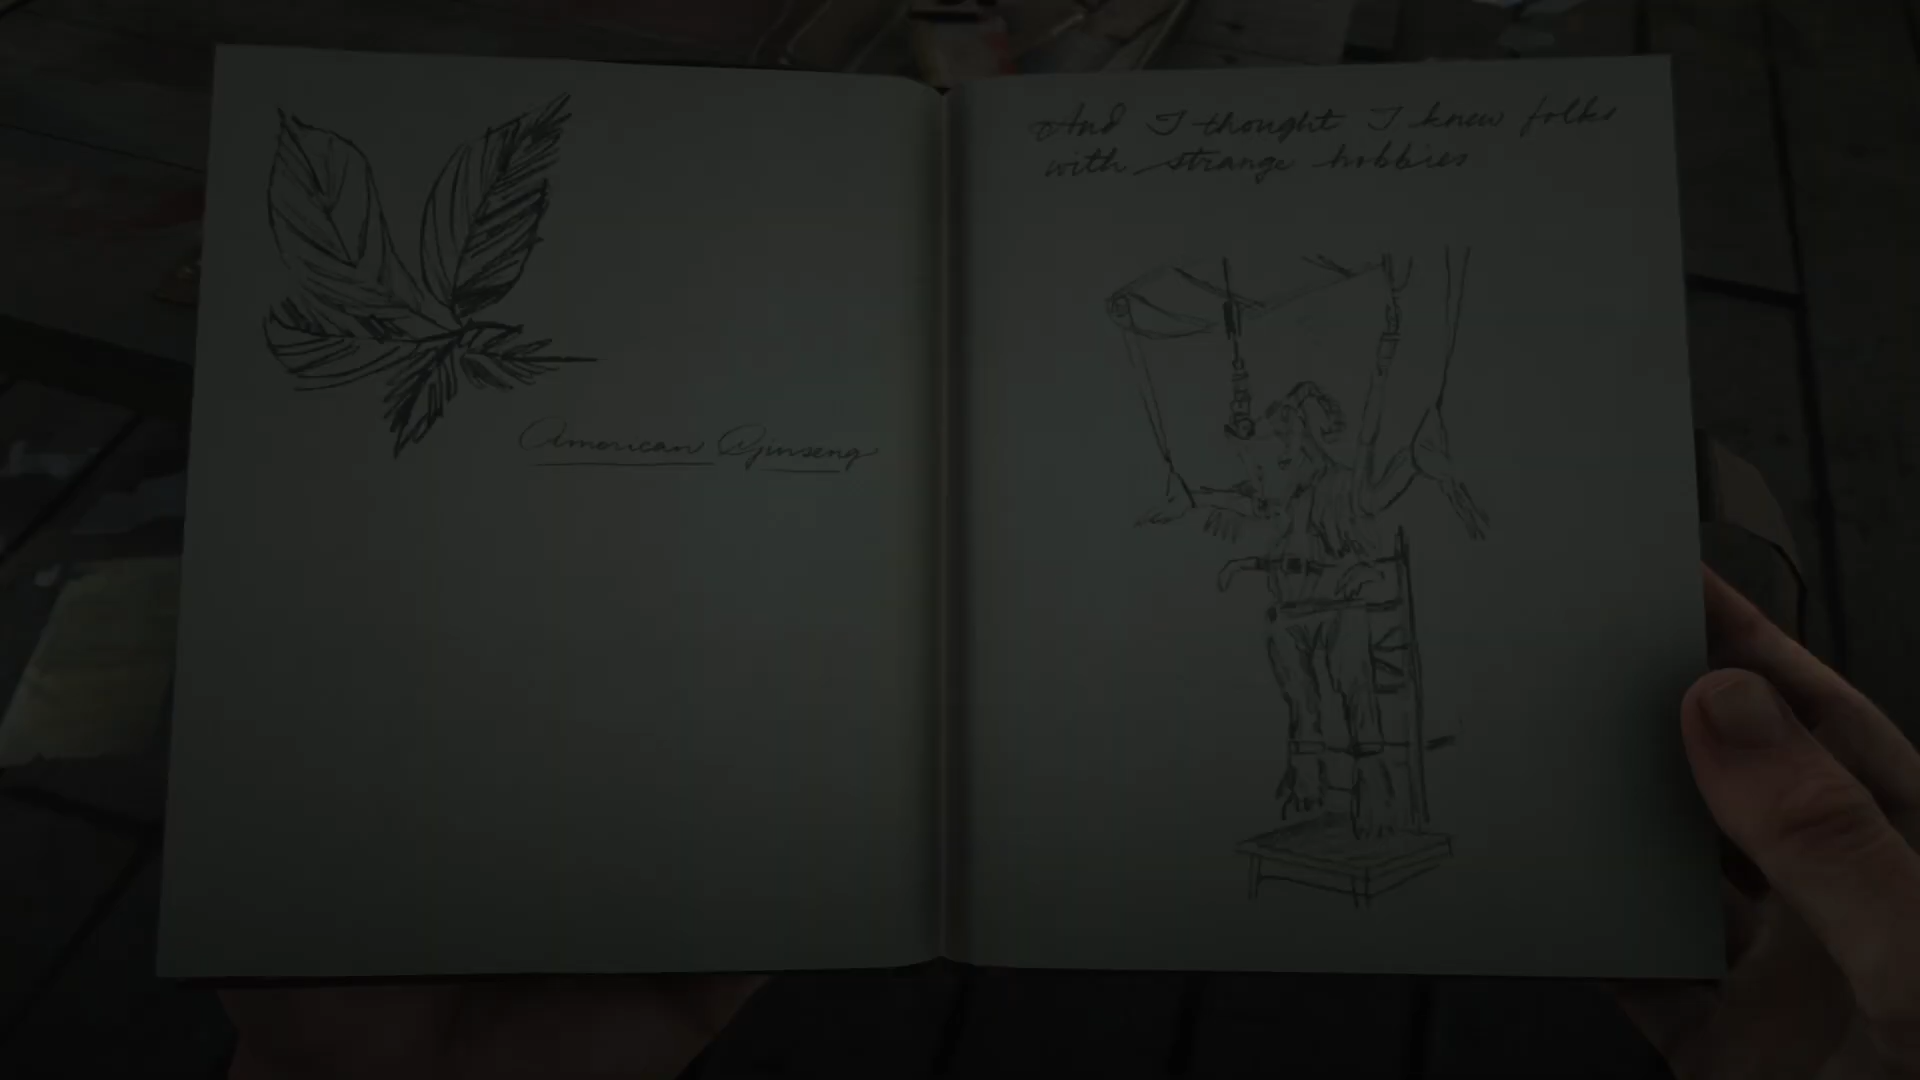 American Ginseng
And I thought I knew folks
with strange hobbies